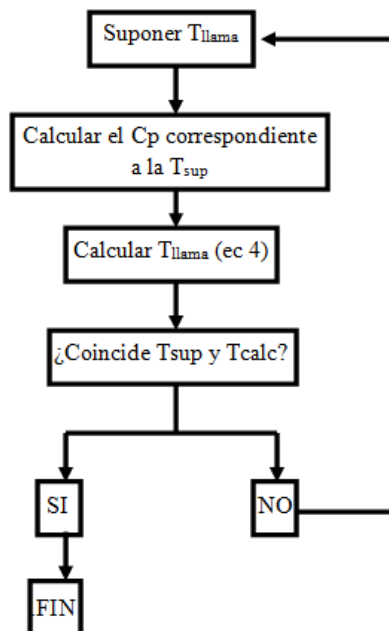 Suponer Tllama
Calcular el Cp correspondiente
a la Tsup
Calcular Tllama (ec 4)
¿Coincide Tsup y Tcalc?
SI
NO
.FIN